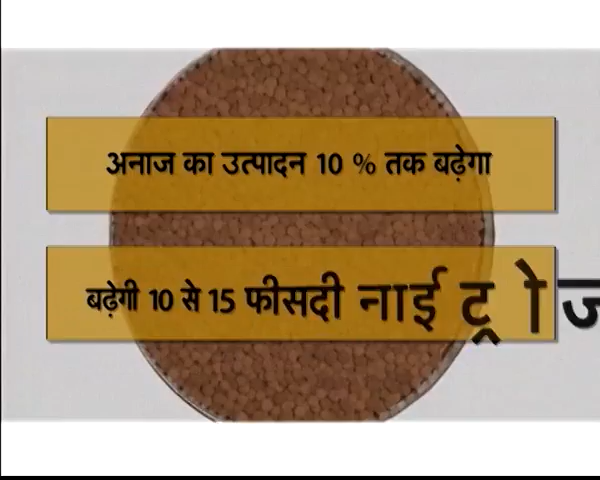 अनाज का उत्पादन 10 % तक बढ़ेगा
बढ़ेगी 10 से 15 फीसदी नाईट्रोज